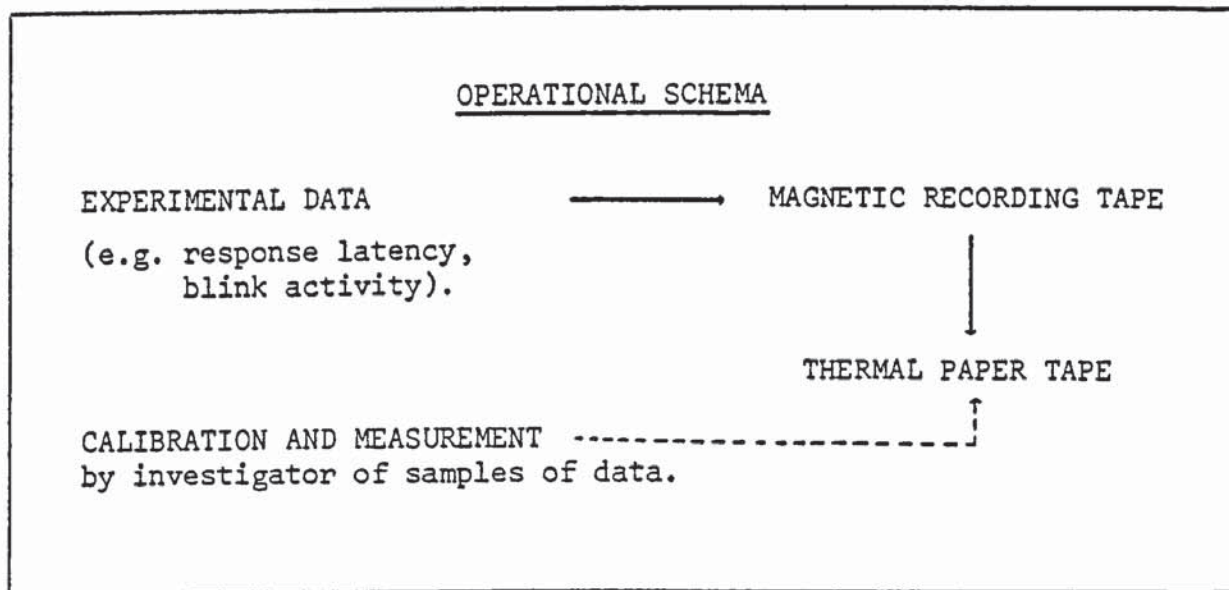 OPERATIONAL SCHEMA
EXPERIMENTAL DATA
MAGNETIC RECORDING TAPE
(e.g. response latency,
blink activity).
THERMAL PAPER TAPE
CALIBRATION AND MEASUREMENT
by investigator of samples of data.